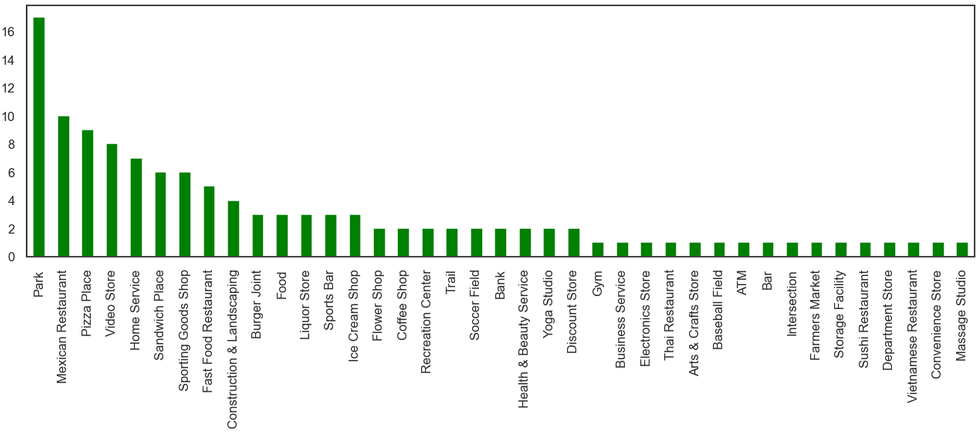 16
14
12
10
8
6
4
2
0
Park
Mexican Restaurant
Pizza Place
Video Store
Home Service
Sandwich Place
Sporting Goods Shop
Fast Food Restaurant
Construction & Landscaping
Burger Joint
Food
Liquor Store
Sports Bar
Ice Cream Shop
Flower Shop
Coffee Shop
Recreation Center
Trail
Soccer Field
Bank
Health & Beauty Service
Yoga Studio
Discount Store
Gym
Business Service
Electronics Store
Thai Restaurant
Arts & Crafts Store
Baseball Field
ATM
Bar
Intersection
Farmers Market
Storage Facility
Sushi Restaurant
Department Store
Vietnamese Restaurant
Convenience Store
Massage Studio